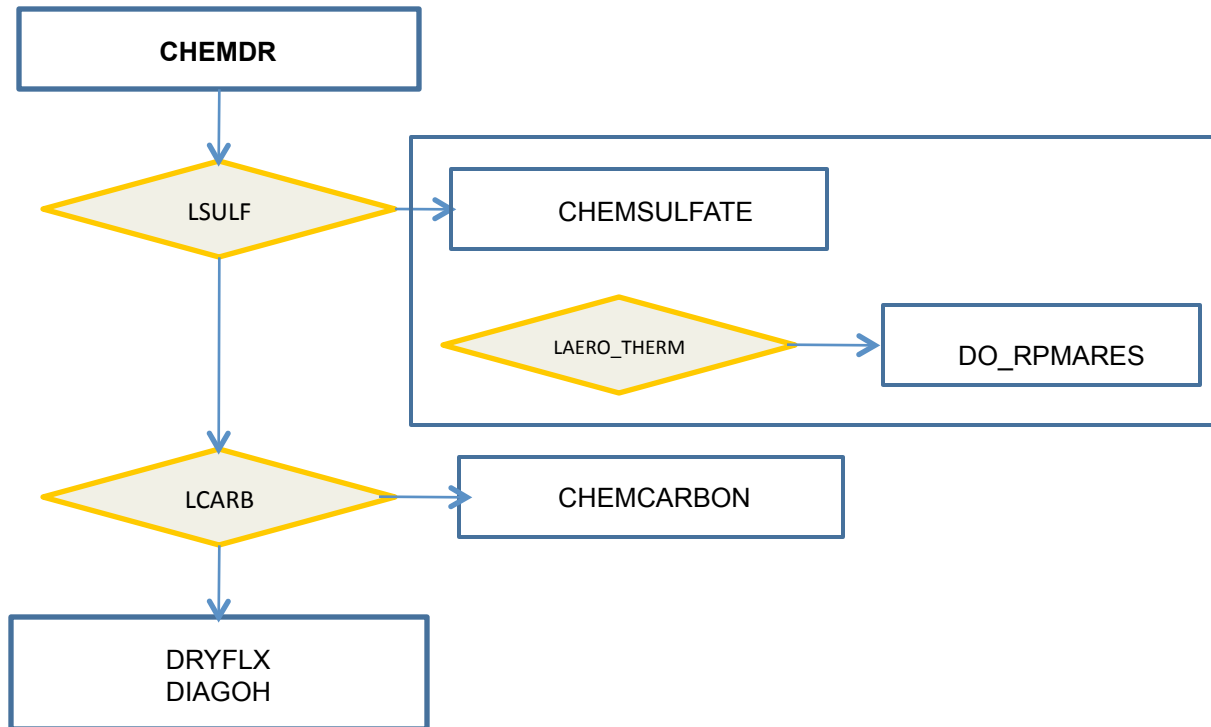 CHEMDR
LSULF
CHEMSULFATE
LAERO_THERM
DO_RPMARES
LCARB
CHEMCARBON
DRYFLX
DIAGOH